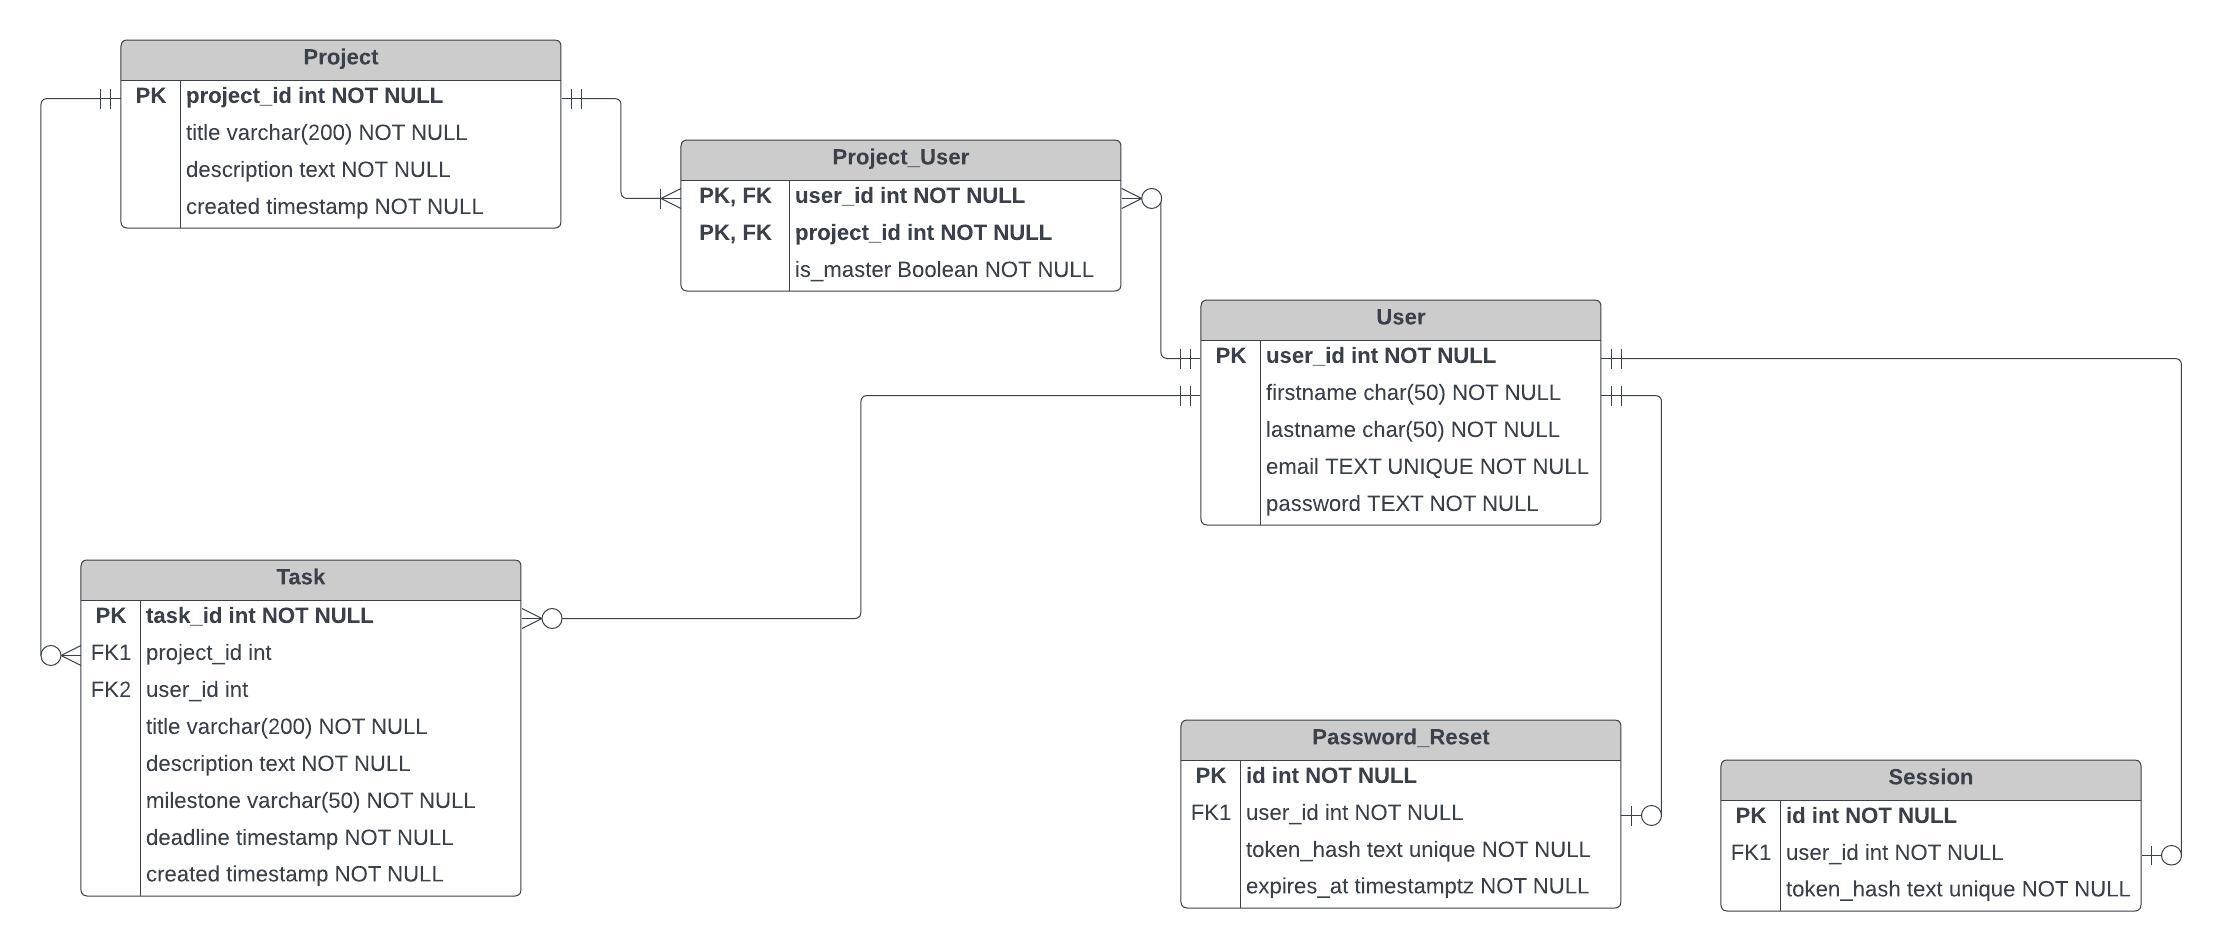 Project
PK project_id int NOT NULL
title varchar(200) NOT NULL
description text NOT NULL
created timestamp NOT NULL
Project_User
PK, FK user_id int NOT NULL
PK, FK project_id int NOT NULL
is_master Boolean NOT NULL
User
PK user_id int NOT NULL
firstname char(50) NOT NULL
lastname char(50) NOT NULL
email TEXT UNIQUE NOT NULL
password TEXT NOT NULL
Task
PK task_id int NOT NULL
FK1 project_id int
FK2 user_id int
title varchar(200) NOT NULL
description text NOT NULL
milestone varchar(50) NOT NULL
deadline timestamp NOT NULL
created timestamp NOT NULL
Password_Reset
PK id int NOT NULL
FK1 user_id int NOT NULL
token_hash text unique NOT NULL
expires_at timestamptz NOT NULL
Session
PK id int NOT NULL
FK1 user_id int NOT NULL
token_hash text unique NOT NULL